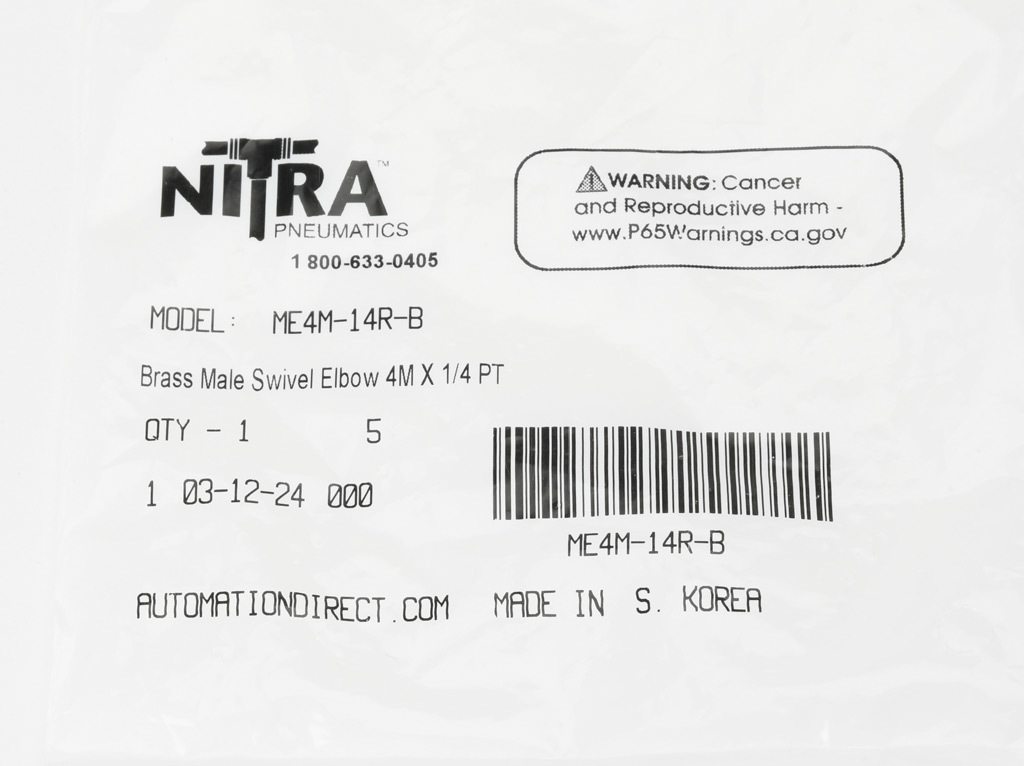 NITRA™
PNEUMATICS
1 800-633-0405
WARNING: Cancer
and Reproductive Harm -
www.P65Warnings.ca.gov
MODEL: ME4M-14R-B
Brass Male Swivel Elbow 4M X 1/4 PT
QTY - 1 5
1 03-12-24 000
ME4M-14R-B
AUTOMATIONDIRECT.COM MADE IN S. KOREA